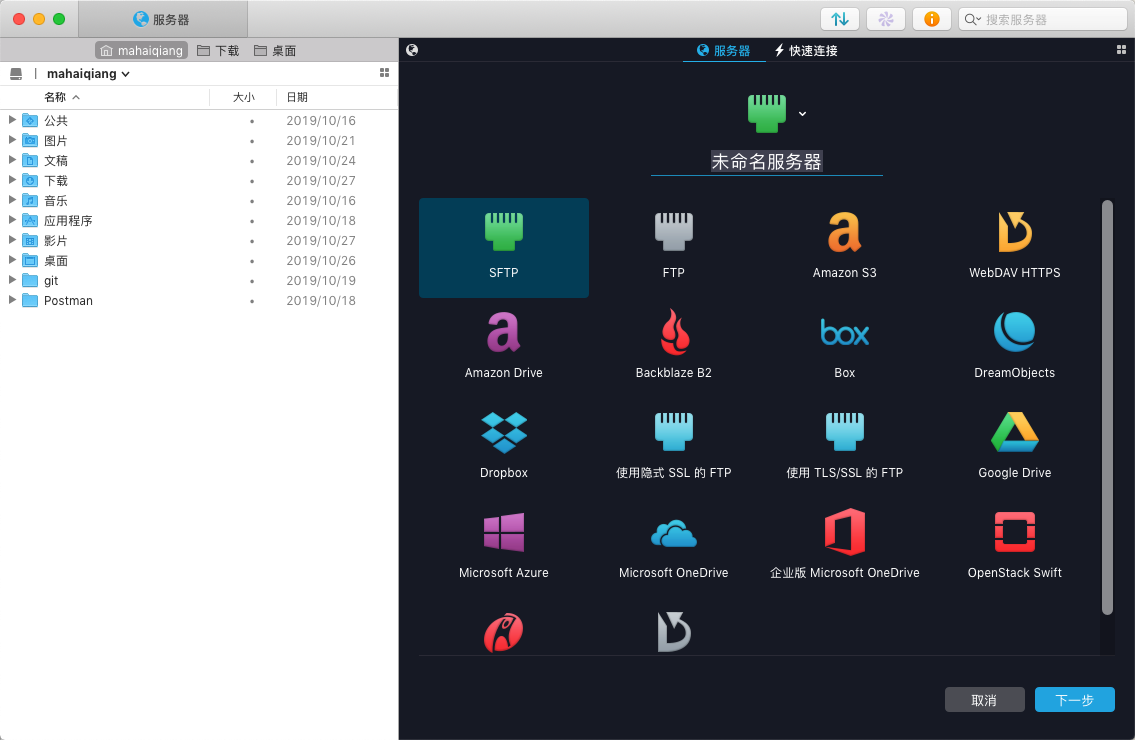 服务器
搜索服务器
mahaiqiang 下载 桌面
服务器 快速连接
mahaiqiang
名称 大小 日期
公共 2019/10/16
图片 2019/10/21
文稿 2019/10/24
下载 2019/10/27
音乐 2019/10/16
应用程序 2019/10/18
影片 2019/10/27
桌面 2019/10/26
git 2019/10/19
Postman 2019/10/18
未命名服务器
SFTP FTP Amazon S3 WebDAV HTTPS
Amazon Drive Backblaze B2 Box DreamObjects
box
Dropbox 使用隐式 SSL 的 FTP 使用 TLS/SSL 的 FTP Google Drive
Microsoft Azure Microsoft OneDrive 企业版 Microsoft OneDrive OpenStack Swift
取消 下一步